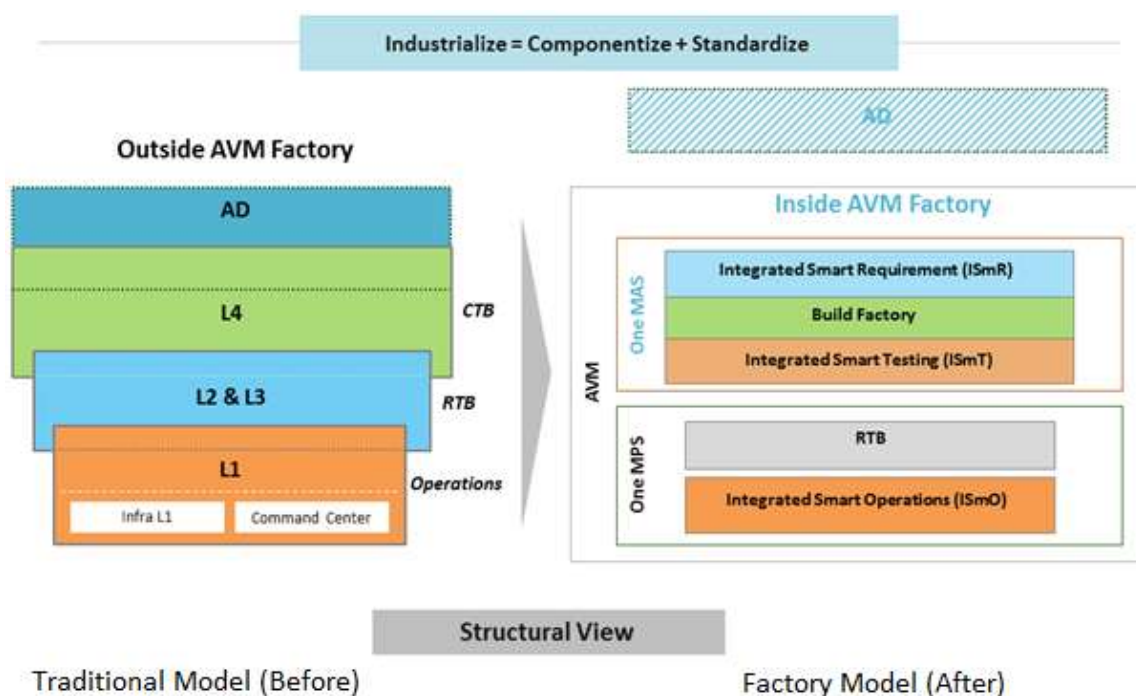 Industrialize = Componentize + Standardize
AD
Outside AVM Factory
AD
L4
CTB
L2 & L3
RTB
L1
Operations
Infra L1
Command Center
Inside AVM Factory
AVM
One MAS
Integrated Smart Requirement (ISmR)
Build Factory
Integrated Smart Testing (ISmT)
One MPS
RTB
Integrated Smart Operations (ISmO)
Structural View
Traditional Model (Before)
Factory Model (After)